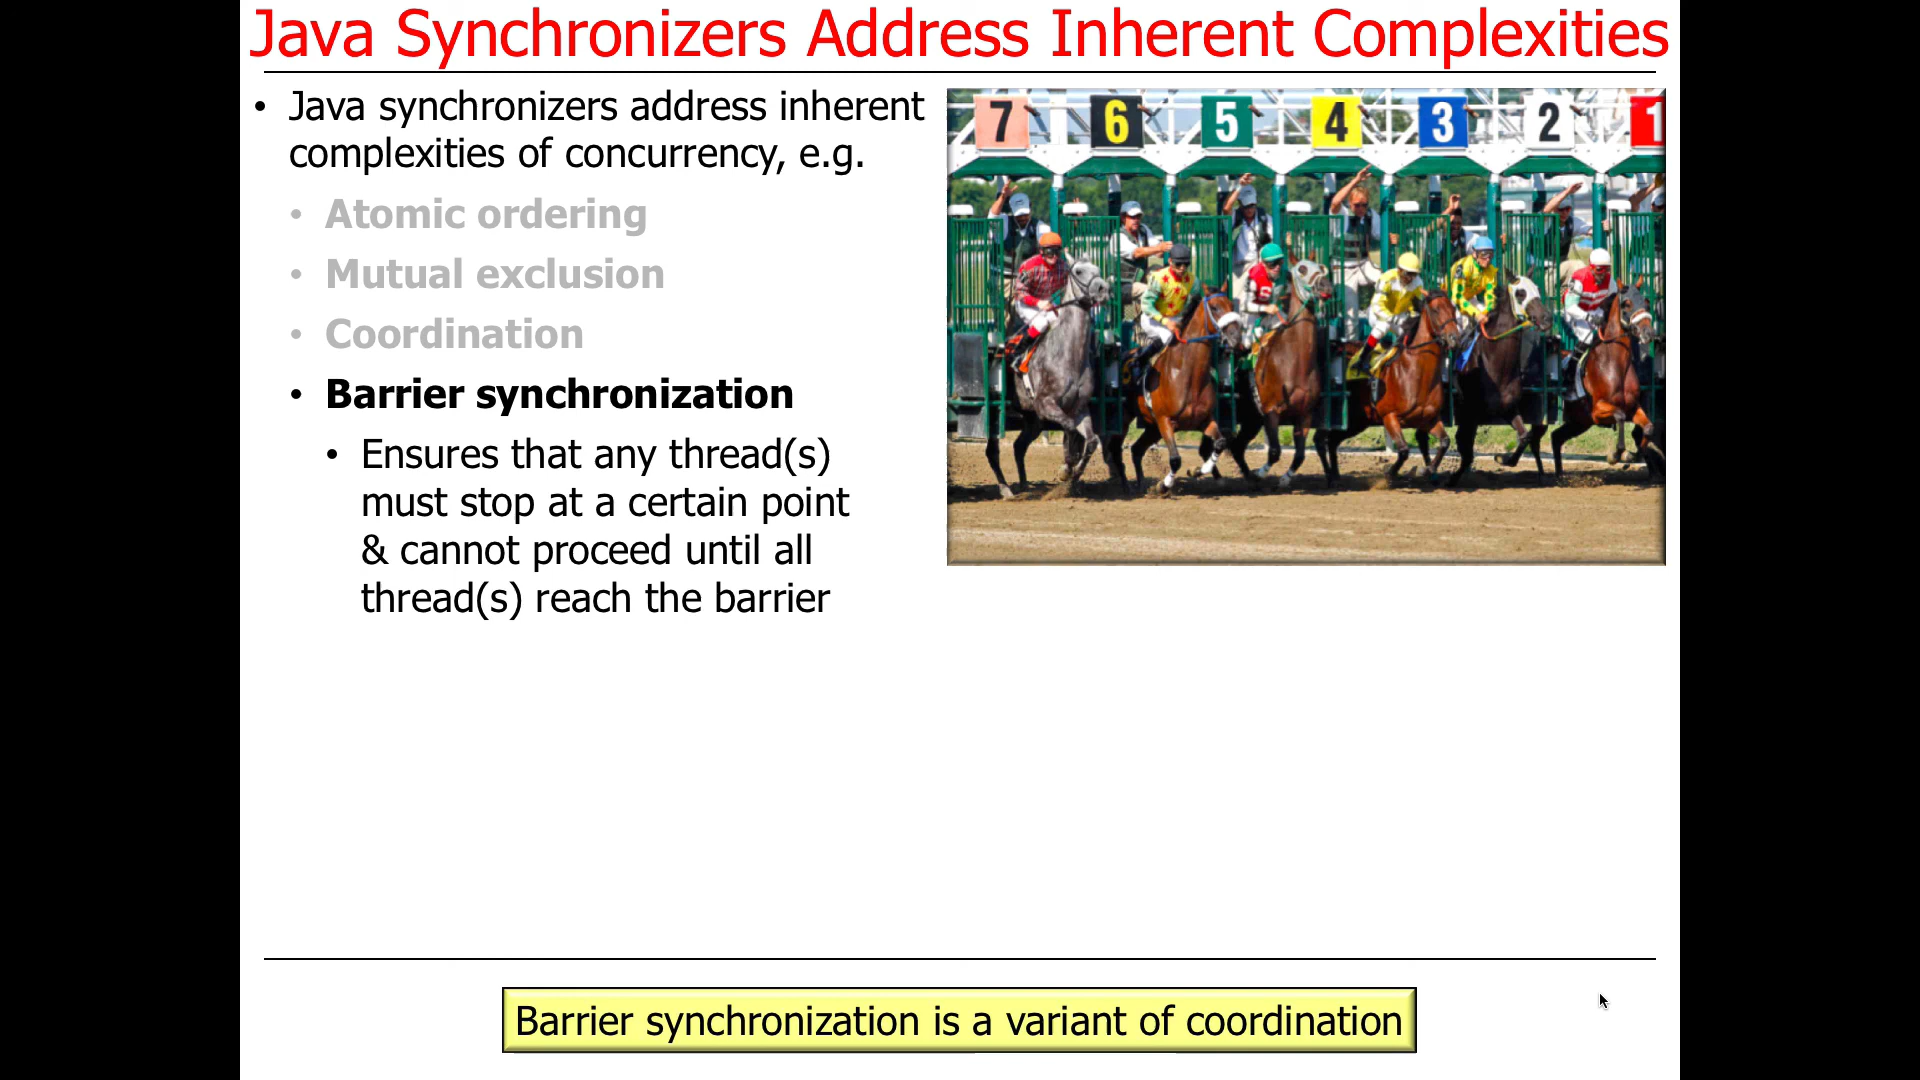 Java Synchronizers Address Inherent Complexities
• Java synchronizers address inherent
complexities of concurrency, e.g.
• Atomic ordering
• Mutual exclusion
• Coordination
• Barrier synchronization
• Ensures that any thread(s)
must stop at a certain point
& cannot proceed until all
thread(s) reach the barrier
7 6 5 4 3 2 1
Barrier synchronization is a variant of coordination